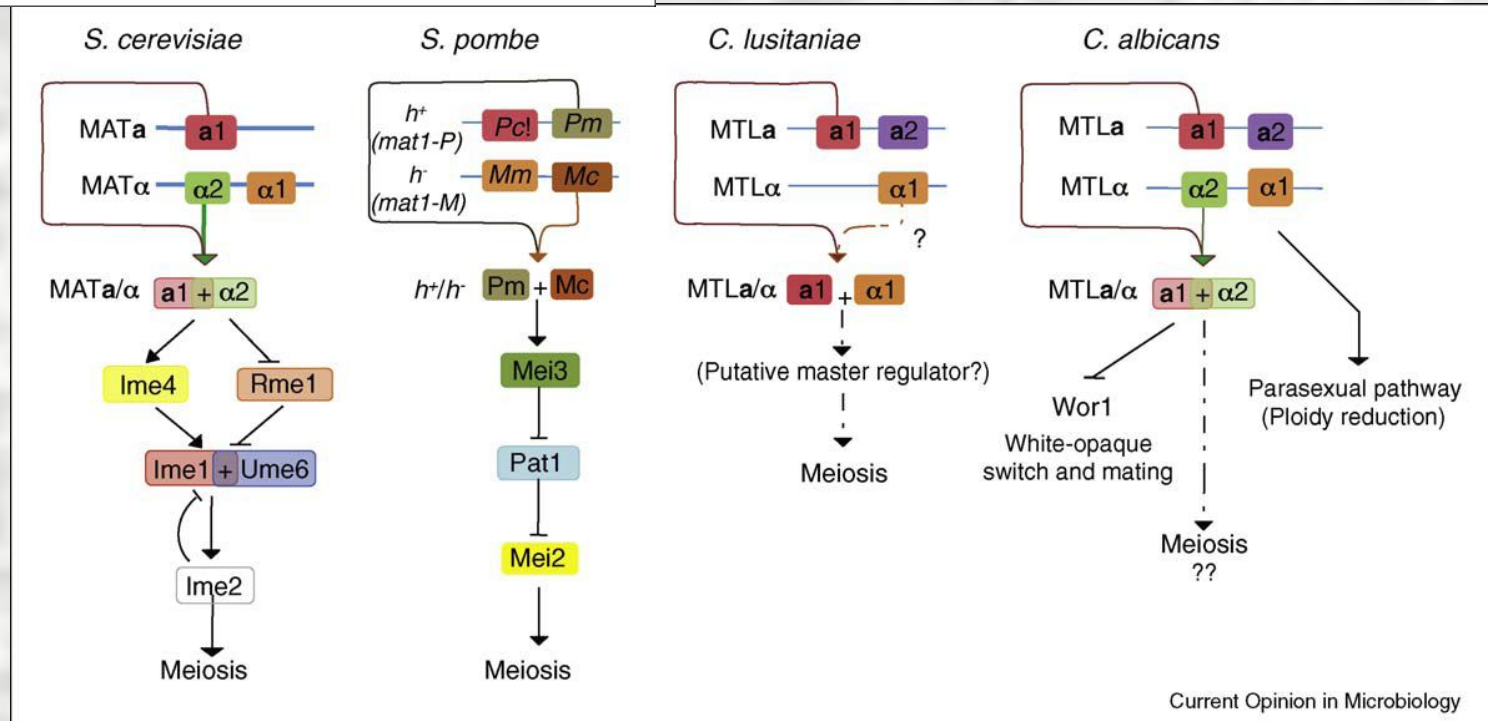 S. cerevisiae
MATa
a1
MATα
α2
α1
MATa/α
a1 + α2
Ime4
Rme1
Ime1 + Ume6
Ime2
Meiosis
S. pombe
h+
(mat1-P)
Pc!
Pm
h-
(mat1-M)
Mm
Mc
h+/h-
Pm + Mc
Mei3
Pat1
Mei2
Meiosis
C. lusitaniae
MTLa
a1
a2
MTLα
α1
?
MTLa/α
a1 + α1
(Putative master regulator?)
Meiosis
C. albicans
MTLa
a1
a2
MTLα
α2
α1
MTLa/α
a1 + α2
Wor1
White-opaque
switch and mating
Meiosis
??
Parasexual pathway
(Ploidy reduction)
Current Opinion in Microbiology